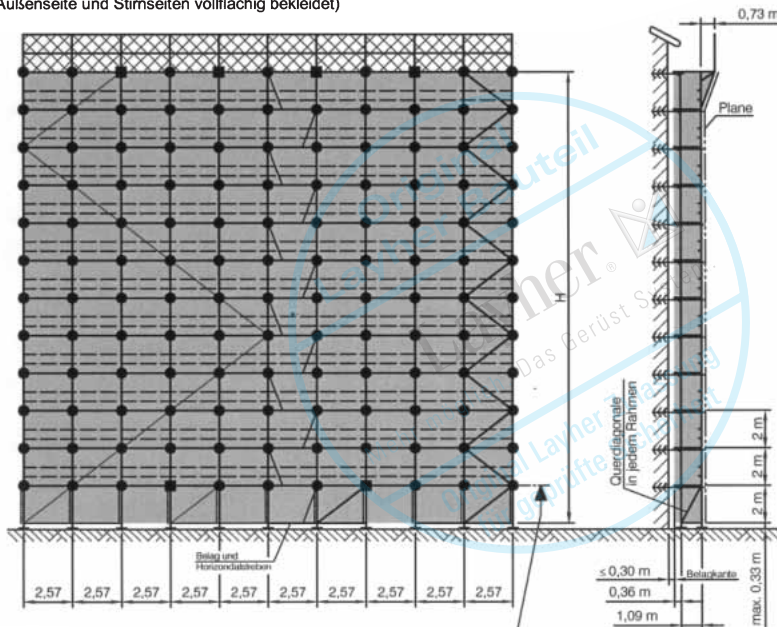 Außenseite und Stirnseiten vollflächig bekleidet)
0,73 m
Plane
Original
Layher Bauteil
Layher®
Das Gerüst System.
H
Querdiagonale
in jedem Rahmen
2 m
2 m
2 m
Original Layher
geprüfte
Belag und
Horizontalstreben
2,57 2,57 2,57 2,57 2,57 2,57 2,57 2,57 2,57 2,57
≤ 0,30 m
Belagkante
0,36 m
1,09 m
max. 0,33 m